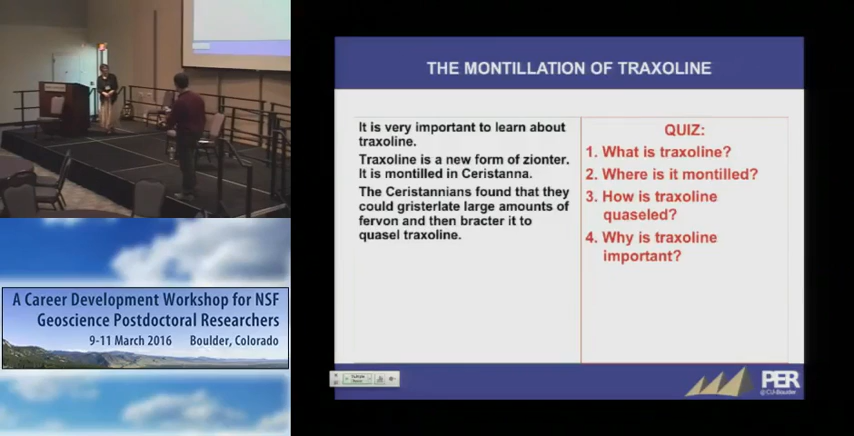 THE MONTILLATION OF TRAXOLINE
It is very important to learn about
traxoline.
Traxoline is a new form of zionter.
It is montilled in Ceristanna.
The Ceristannians found that they
could gristerlate large amounts of
fervon and then bracter it to
quasel traxoline.
QUIZ:
1. What is traxoline?
2. Where is it montilled?
3. How is traxoline
quaseled?
4. Why is traxoline
important?
A Career Development Workshop for NSF
Geoscience Postdoctoral Researchers
9-11 March 2016 Boulder, Colorado
PER
@CU-Boulder